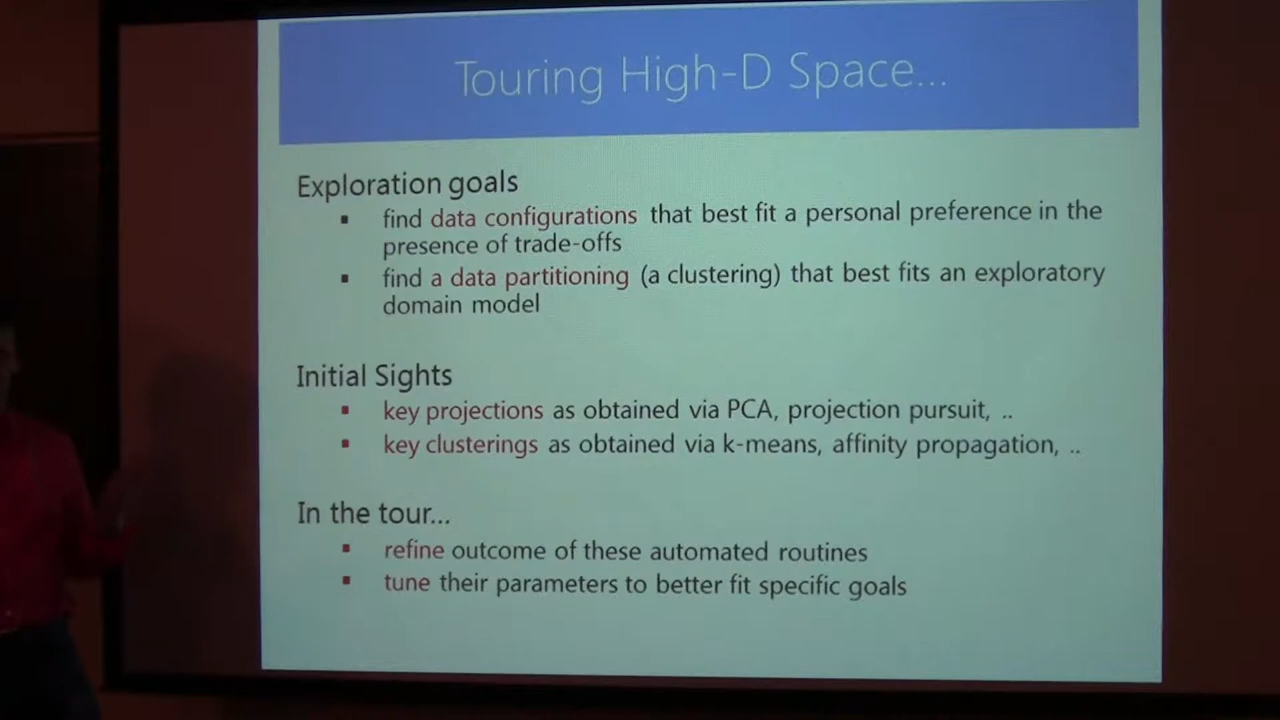 Touring High-D Space...
Exploration goals
▪ find data configurations that best fit a personal preference in the
presence of trade-offs
▪ find a data partitioning (a clustering) that best fits an exploratory
domain model
Initial Sights
▪ key projections as obtained via PCA, projection pursuit, ..
▪ key clusterings as obtained via k-means, affinity propagation, ..
In the tour...
▪ refine outcome of these automated routines
▪ tune their parameters to better fit specific goals